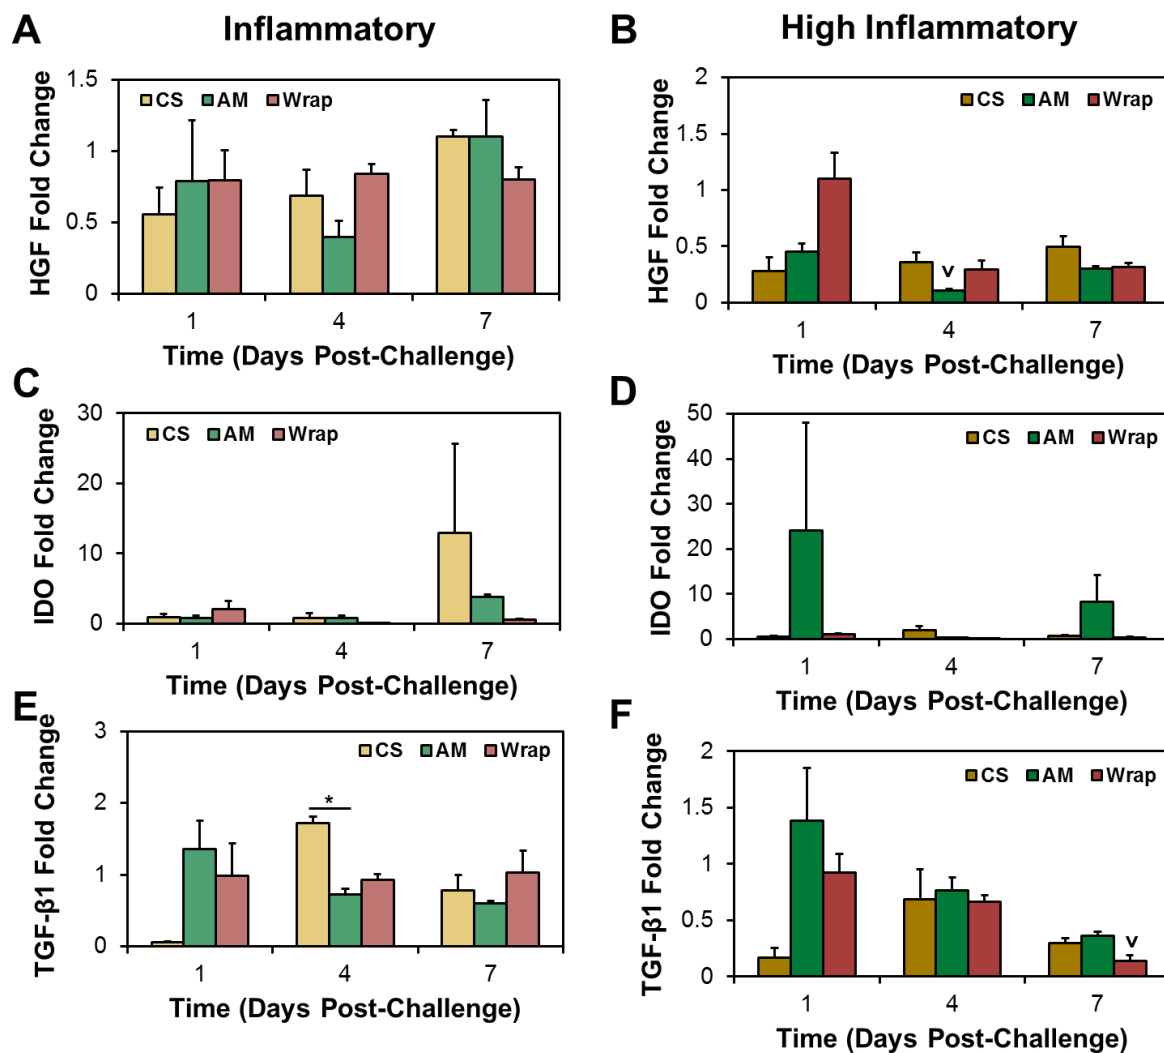 A Inflammatory
HGF Fold Change
1.5
1
0.5
0
CS AM Wrap
1 4 7
Time (Days Post-Challenge)
B High Inflammatory
HGF Fold Change
2
1.5
1
0.5
0
CS AM Wrap
v
1 4 7
Time (Days Post-Challenge)
C
IDO Fold Change
30
20
10
0
CS AM Wrap
1 4 7
Time (Days Post-Challenge)
D
IDO Fold Change
50
40
30
20
10
0
CS AM Wrap
1 4 7
Time (Days Post-Challenge)
E
TGF-β1 Fold Change
3
2
1
0
CS AM Wrap
*
1 4 7
Time (Days Post-Challenge)
F
TGF-β1 Fold Change
2
1.5
1
0.5
0
CS AM Wrap
v
1 4 7
Time (Days Post-Challenge)